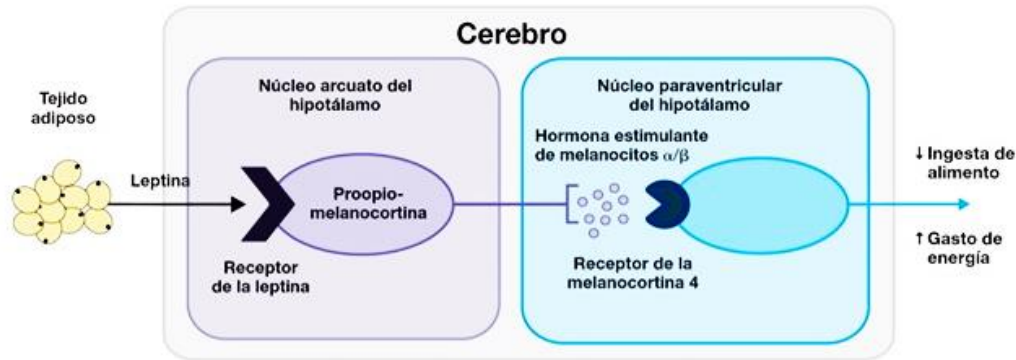 Cerebro
Tejido
adiposo
Leptina
Núcleo arcuato del
hipotálamo
Proopio-
melanocortina
Receptor
de la leptina
Núcleo paraventricular
del hipotálamo
Hormona estimulante
de melanocitos α/β
Receptor de la
melanocortina 4
↓ Ingesta de
alimento
↑ Gasto de
energía